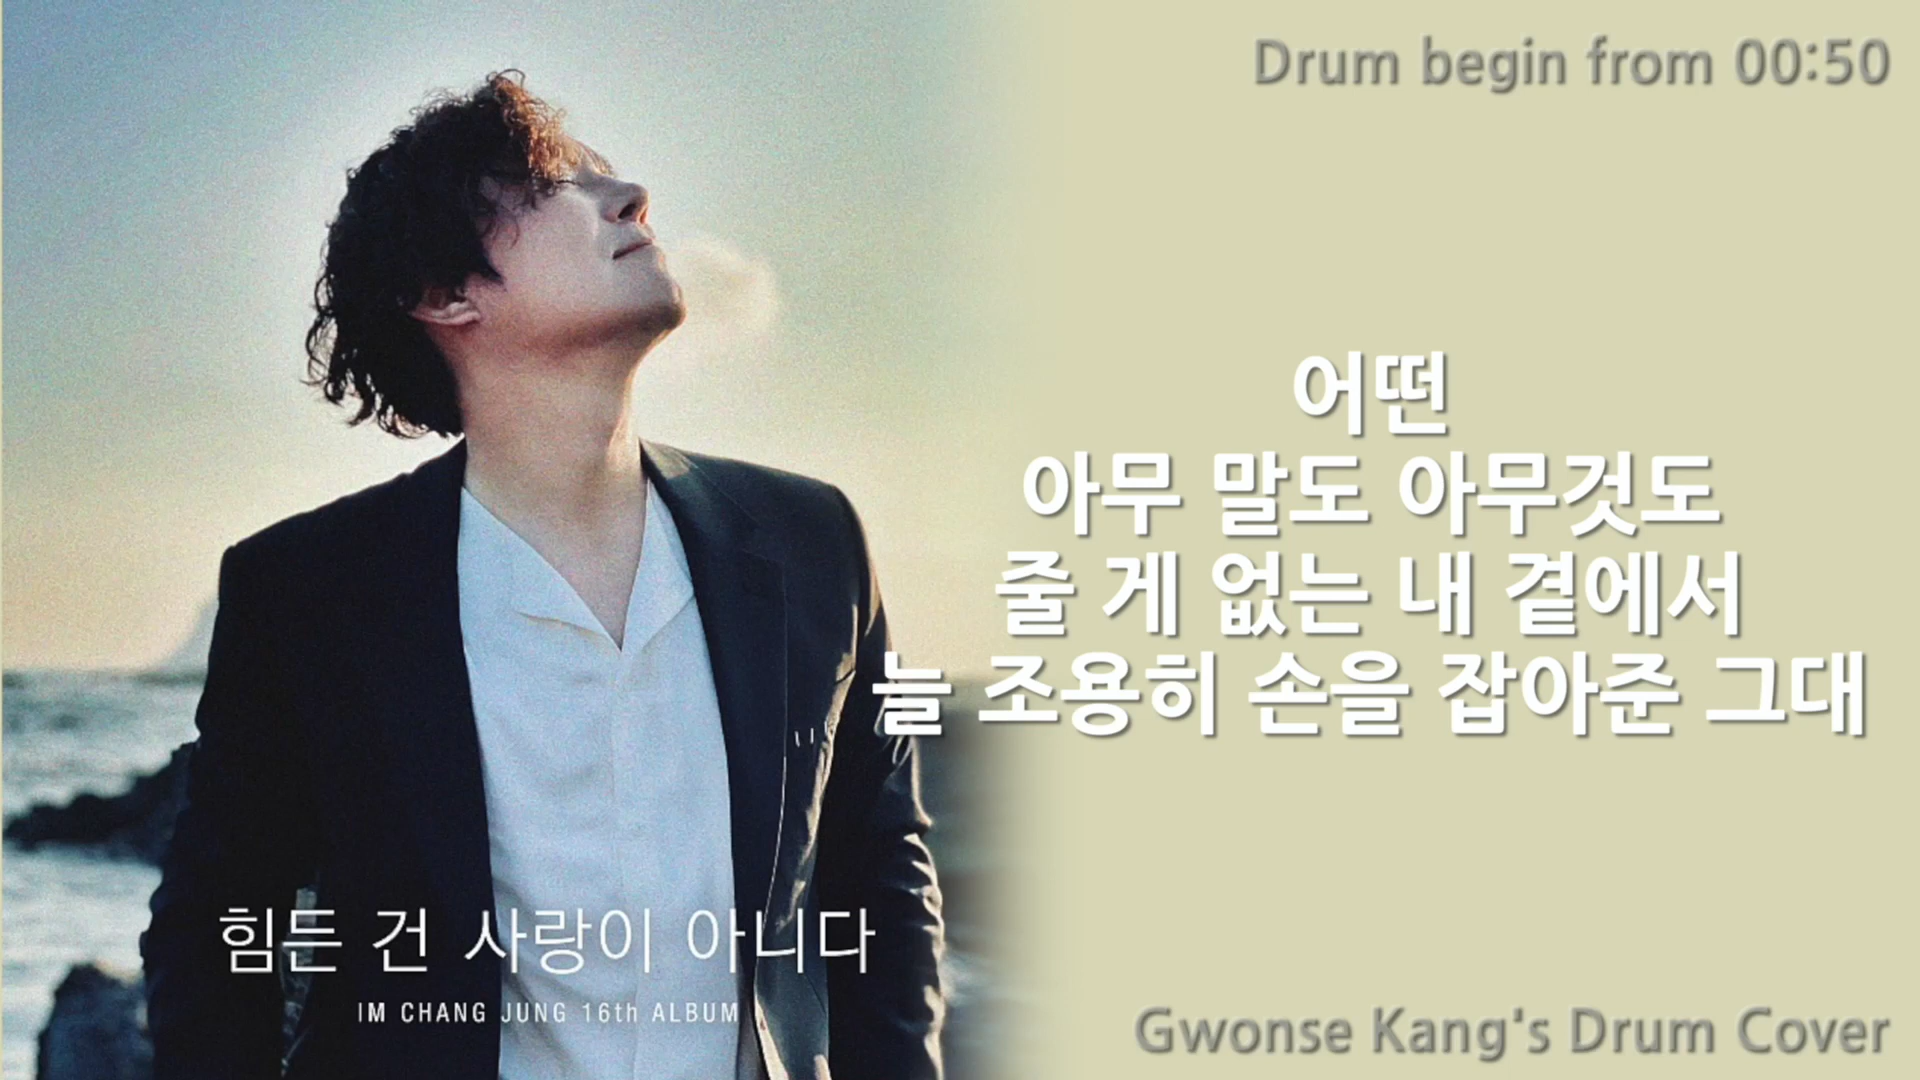 Drum begin from 00:50
어떤
아무 말도 아무것도
줄 게 없는 내 곁에서
늘 조용히 손을 잡아준 그대
힘든 건 사랑이 아니다
IM CHANG JUNG 16th ALBUM
Gwonse Kang's Drum Cover